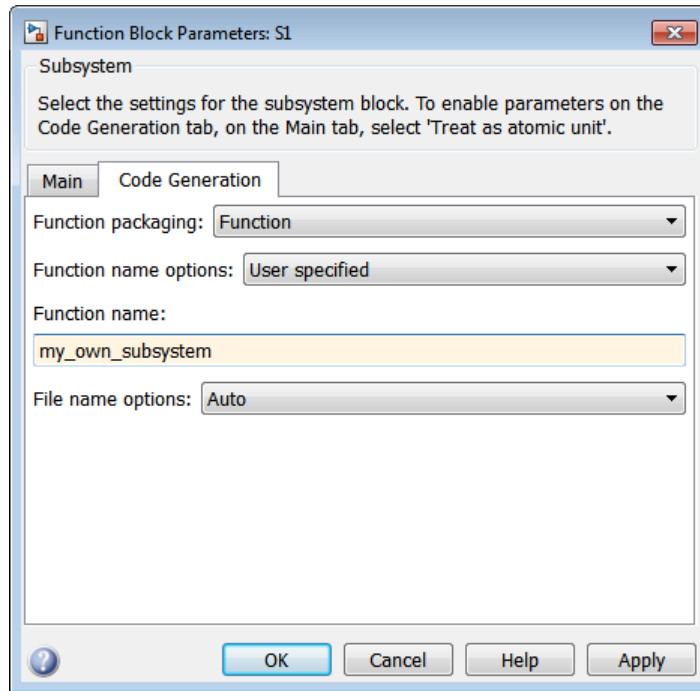 Function Block Parameters: S1
Subsystem
Select the settings for the subsystem block. To enable parameters on the
Code Generation tab, on the Main tab, select 'Treat as atomic unit'.
Main Code Generation
Function packaging: Function
Function name options: User specified
Function name:
my_own_subsystem
File name options: Auto
? OK Cancel Help Apply